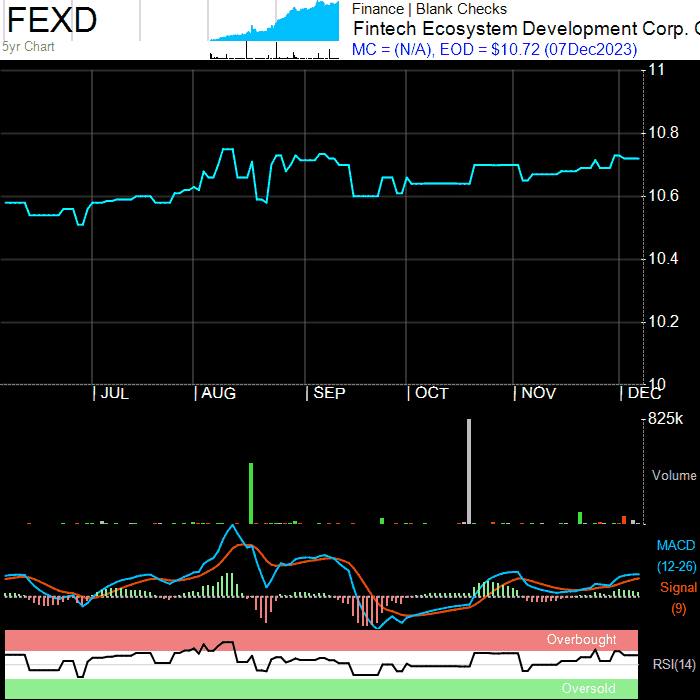 FEXD
5yr Chart
Finance | Blank Checks
Fintech Ecosystem Development Corp. C
MC = (N/A), EOD = $10.72 (07Dec2023)
11
10.8
10.6
10.4
10.2
10
JUL
AUG
SEP
OCT
NOV
DEC
825k
Volume
MACD
(12-26)
Signal
(9)
Overbought
RSI(14)
Oversold